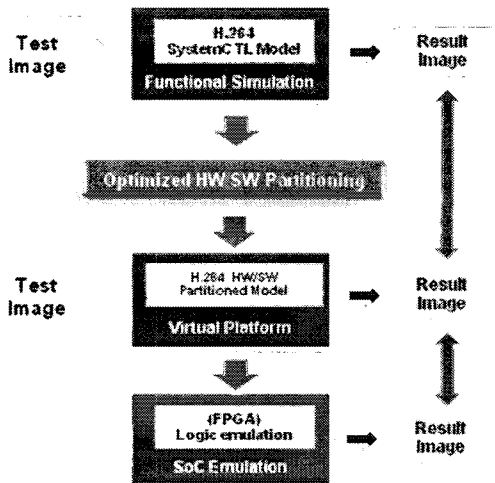 Test
Image
H.264
SystemC TL Model
Functional Simulation
Result
Image
Optimized HW SW Partitioning
Test
Image
H.264 HW/SW
Partitioned Model
Virtual Platform
Result
Image
(FPGA)
Logic emulation
SoC Emulation
Result
Image